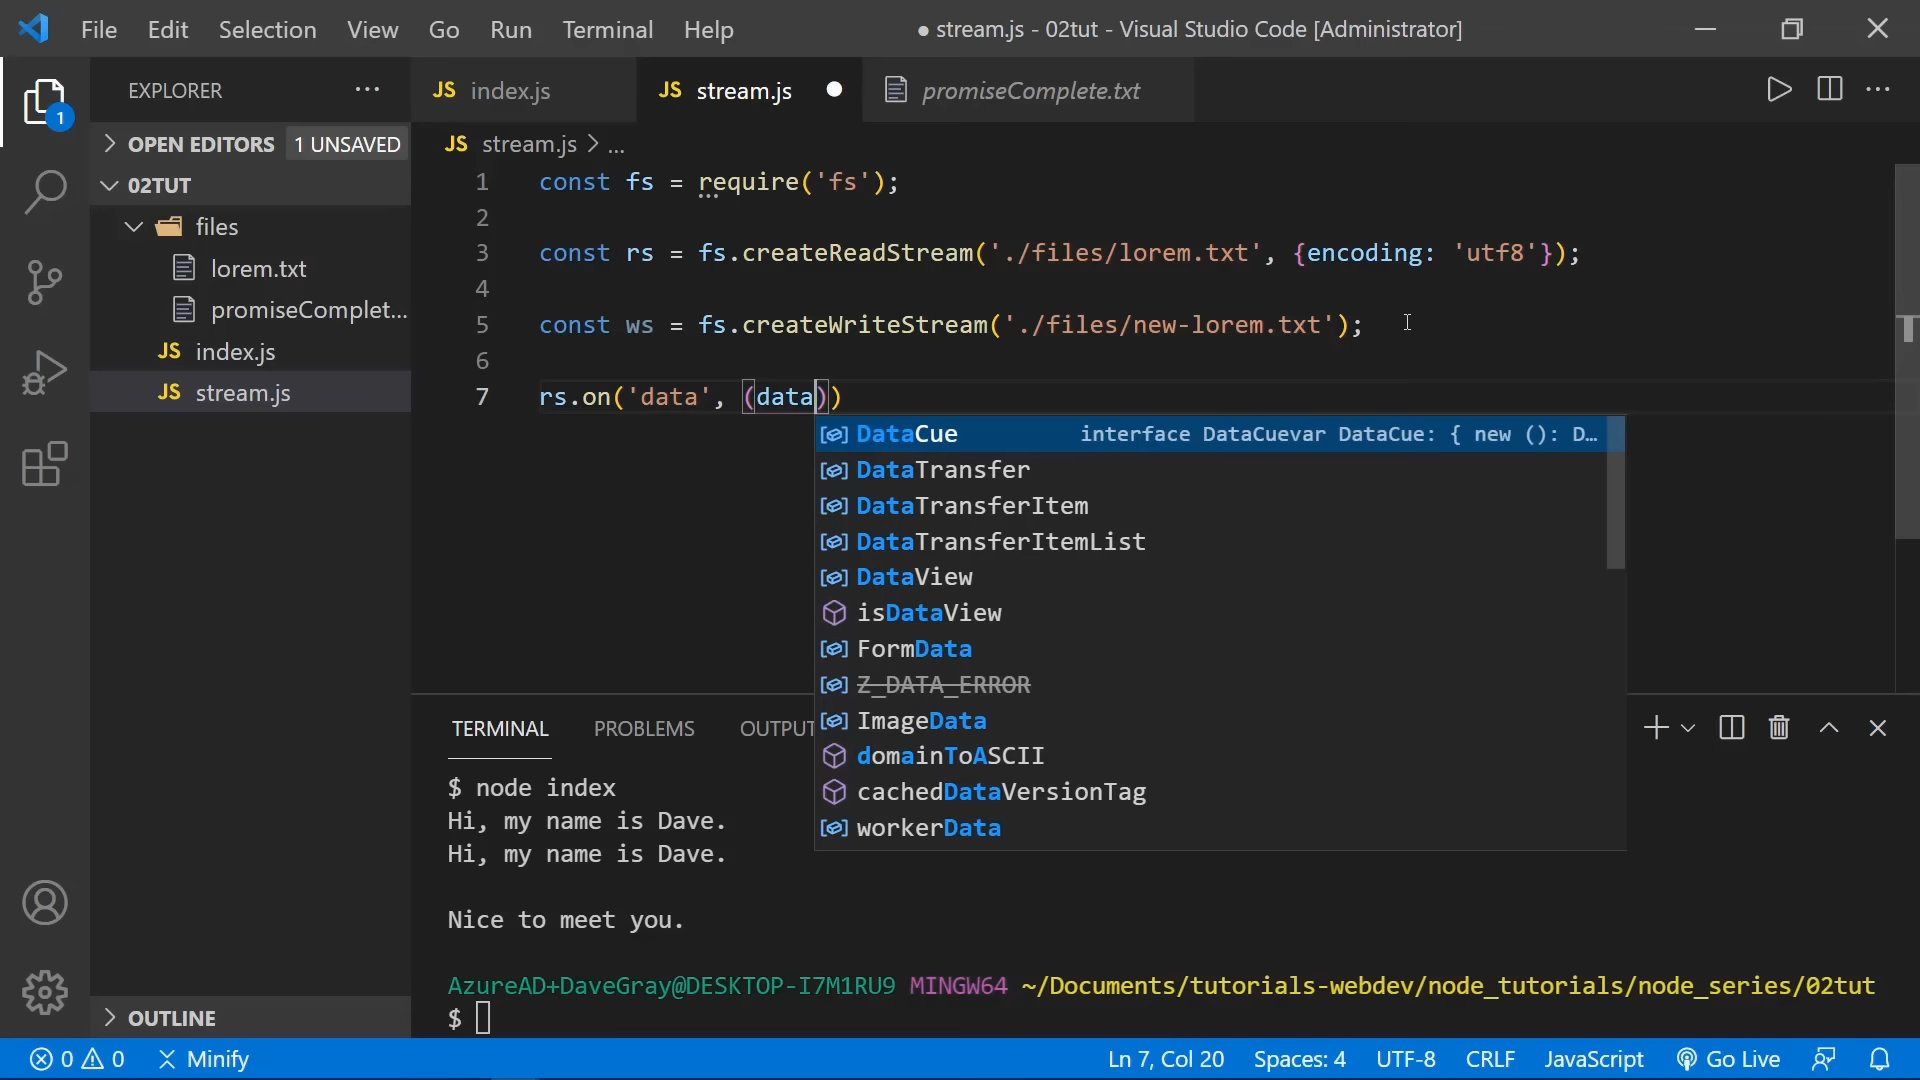 File Edit Selection View Go Run Terminal Help
● stream.js - 02tut - Visual Studio Code [Administrator]
1
EXPLORER ...
OPEN EDITORS 1 UNSAVED
02TUT
files
lorem.txt
promiseComplet...
JS index.js
JS stream.js
OUTLINE
JS index.js
JS stream.js ●
promiseComplete.txt
JS stream.js > ...
1 const fs = require('fs');
2
3 const rs = fs.createReadStream('./files/lorem.txt', {encoding: 'utf8'});
4
5 const ws = fs.createWriteStream('./files/new-lorem.txt');
6
7 rs.on('data', (data))
DataCue interface DataCuevar DataCue: { new (): D...
DataTransfer
DataTransferItem
DataTransferItemList
DataView
isDataView
FormData
Z_DATA_ERROR
ImageData
domainToASCII
cachedDataVersionTag
workerData
TERMINAL PROBLEMS OUTPUT
$ node index
Hi, my name is Dave.
Hi, my name is Dave.
Nice to meet you.
AzureAD+DaveGray@DESKTOP-I7M1RU9 MINGW64 ~/Documents/tutorials-webdev/node_tutorials/node_series/02tut
$
0 0 Minify Ln 7, Col 20 Spaces: 4 UTF-8 CRLF JavaScript Go Live